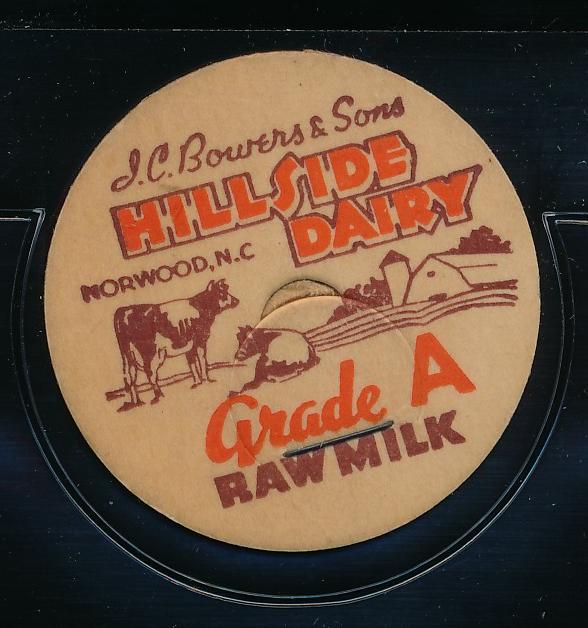 J.C. Bowers & Sons
HILLSIDE
DAIRY
NORWOOD, N.C
Grade A
RAW MILK